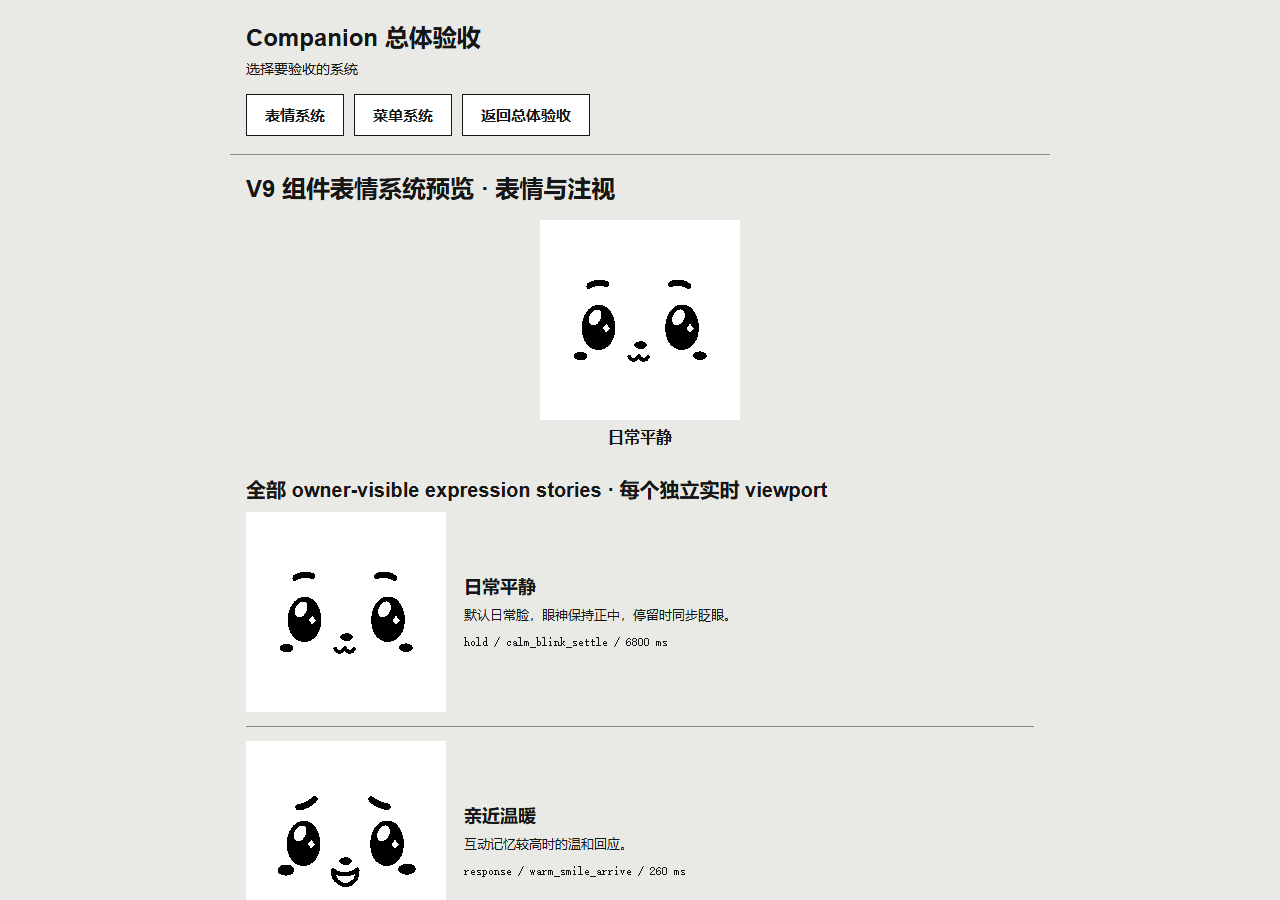 Companion 总体验收
选择要验收的系统
表情系统
菜单系统
返回总体验收
V9 组件表情系统预览 · 表情与注视
日常平静
全部 owner-visible expression stories · 每个独立实时 viewport
日常平静
默认日常脸，眼神保持正中，停留时同步眨眼。
hold / calm_blink_settle / 6800 ms
亲近温暖
互动记忆较高时的温和回应。
response / warm_smile_arrive / 260 ms